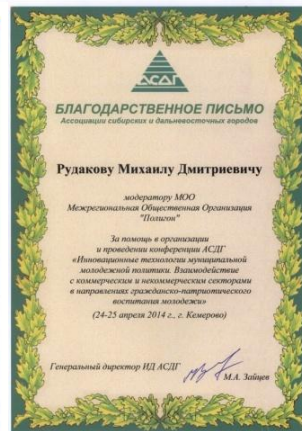 АСДГ
БЛАГОДАРСТВЕННОЕ ПИСЬМО
Ассоциации сибирских и дальневосточных городов
Рудакову Михаилу Дмитриевичу
модератору МОО
Межрегиональная Общественная Организация
"Полигон"
За помощь в организации
и проведении конференции АСДГ
«Инновационные технологии муниципальной
молодежной политики. Взаимодействие
с коммерческим и некоммерческим секторами
в направлениях гражданско-патриотического
воспитания молодежи»
(24-25 апреля 2014 г., г. Кемерово)
Генеральный директор ИД АСДГ
М.А. Зайцев